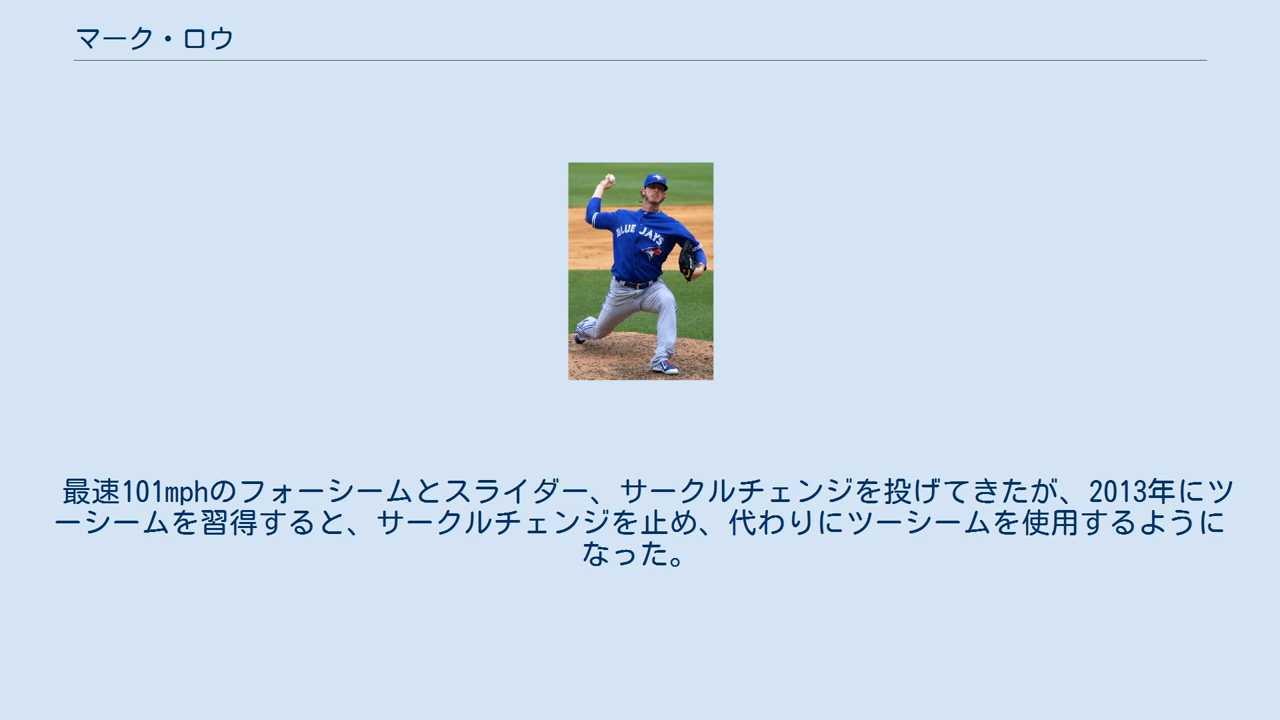 マーク・ロウ
BLUE JAYS
最速101mphのフォーシームとスライダー、サークルチェンジを投げてきたが、2013年にツ
ーシームを習得すると、サークルチェンジを止め、代わりにツーシームを使用するように
なった。